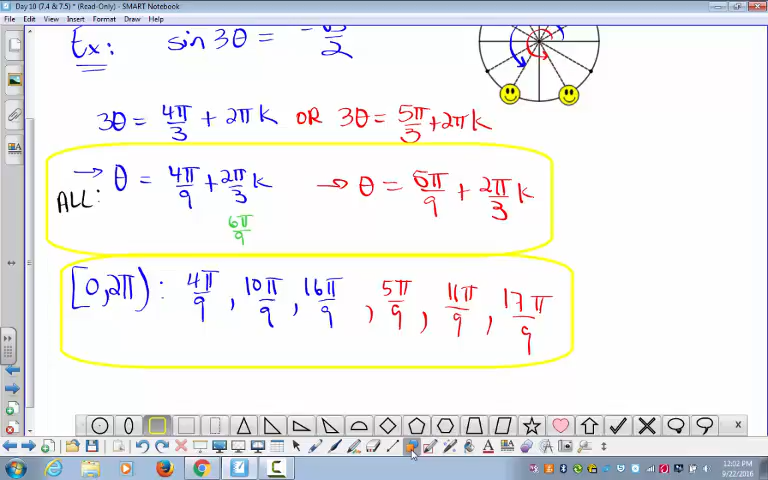 Day 10 (7.4 & 7.5) * [Read-Only] - SMART Notebook
File Edit View Insert Format Draw Help
Ex: sin 3θ = -√3/2
3θ = 4π/3 + 2πk OR 3θ = 5π/3 + 2πk
ALL: → θ = 4π/9 + 2π/3 k → θ = 5π/9 + 2π/3 k
6π/9
[0,2π): 4π/9, 10π/9, 16π/9, 5π/9, 11π/9, 17π/9
12:02 PM
9/22/2016